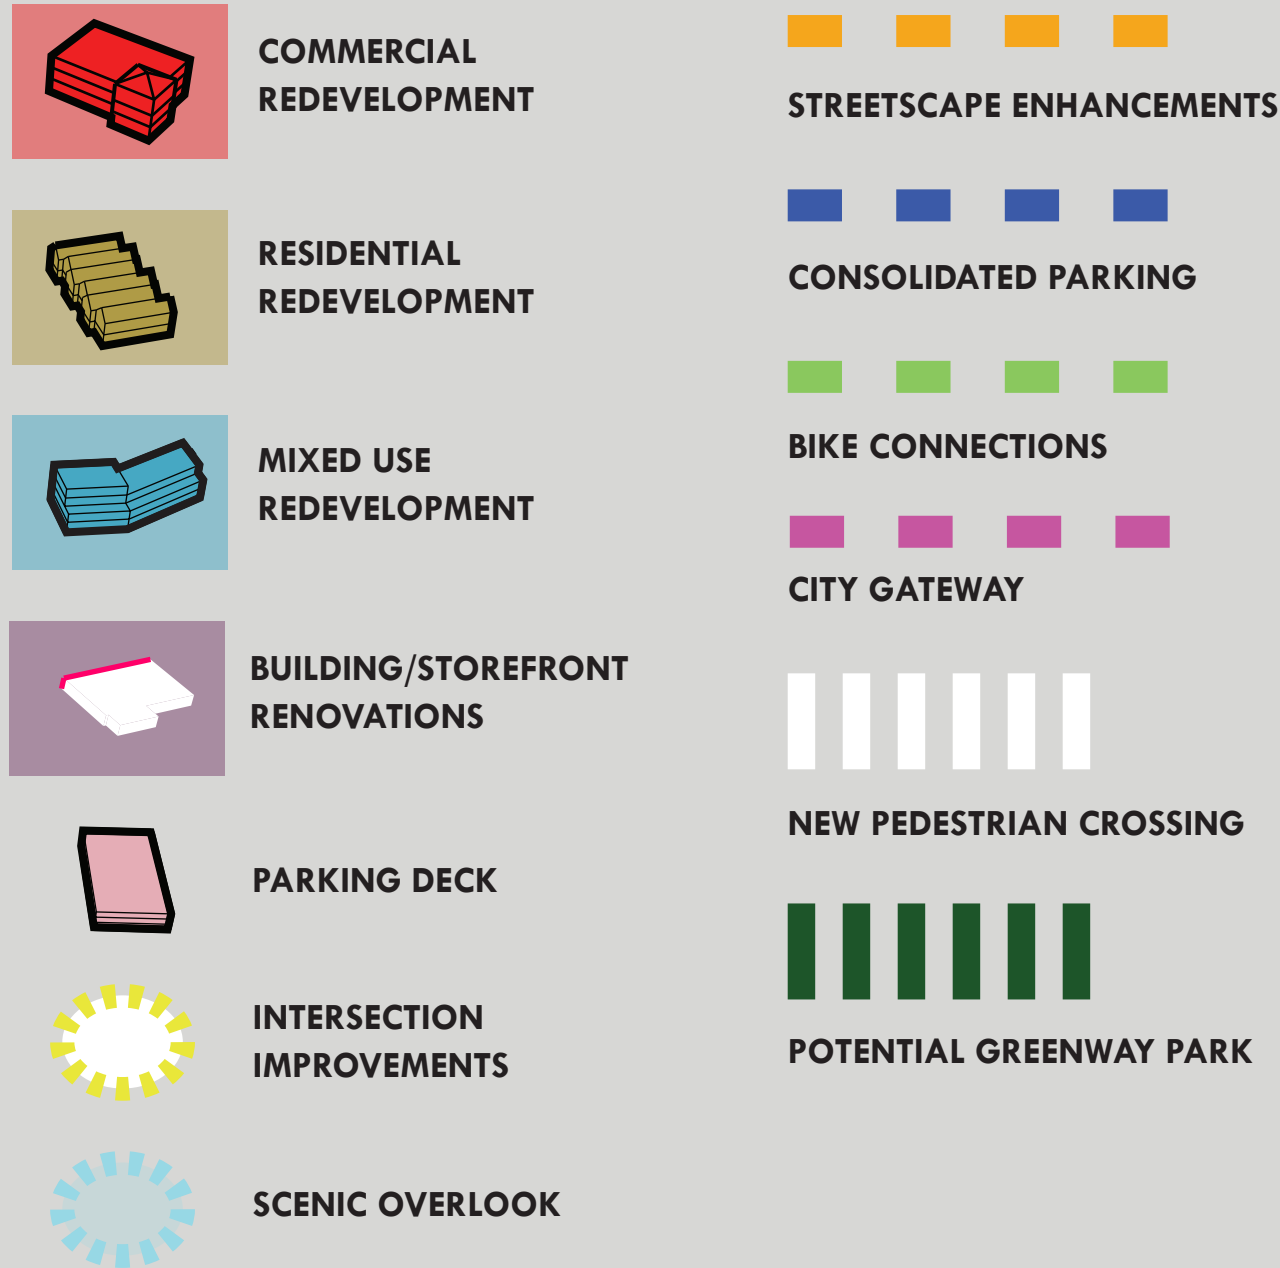 COMMERCIAL
REDEVELOPMENT
RESIDENTIAL
REDEVELOPMENT
MIXED USE
REDEVELOPMENT
BUILDING/STOREFRONT
RENOVATIONS
PARKING DECK
INTERSECTION
IMPROVEMENTS
SCENIC OVERLOOK
STREETSCAPE ENHANCEMENTS
CONSOLIDATED PARKING
BIKE CONNECTIONS
CITY GATEWAY
NEW PEDESTRIAN CROSSING
POTENTIAL GREENWAY PARK